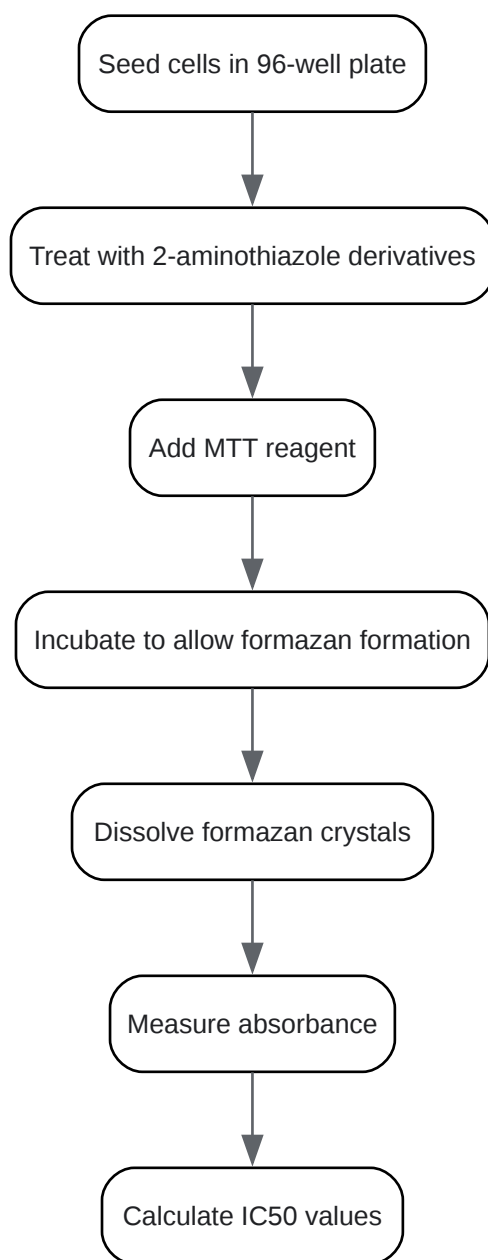 Seed cells in 96-well plate
Treat with 2-aminothiazole derivatives
Add MTT reagent
Incubate to allow formazan formation
Dissolve formazan crystals
Measure absorbance
Calculate IC50 values